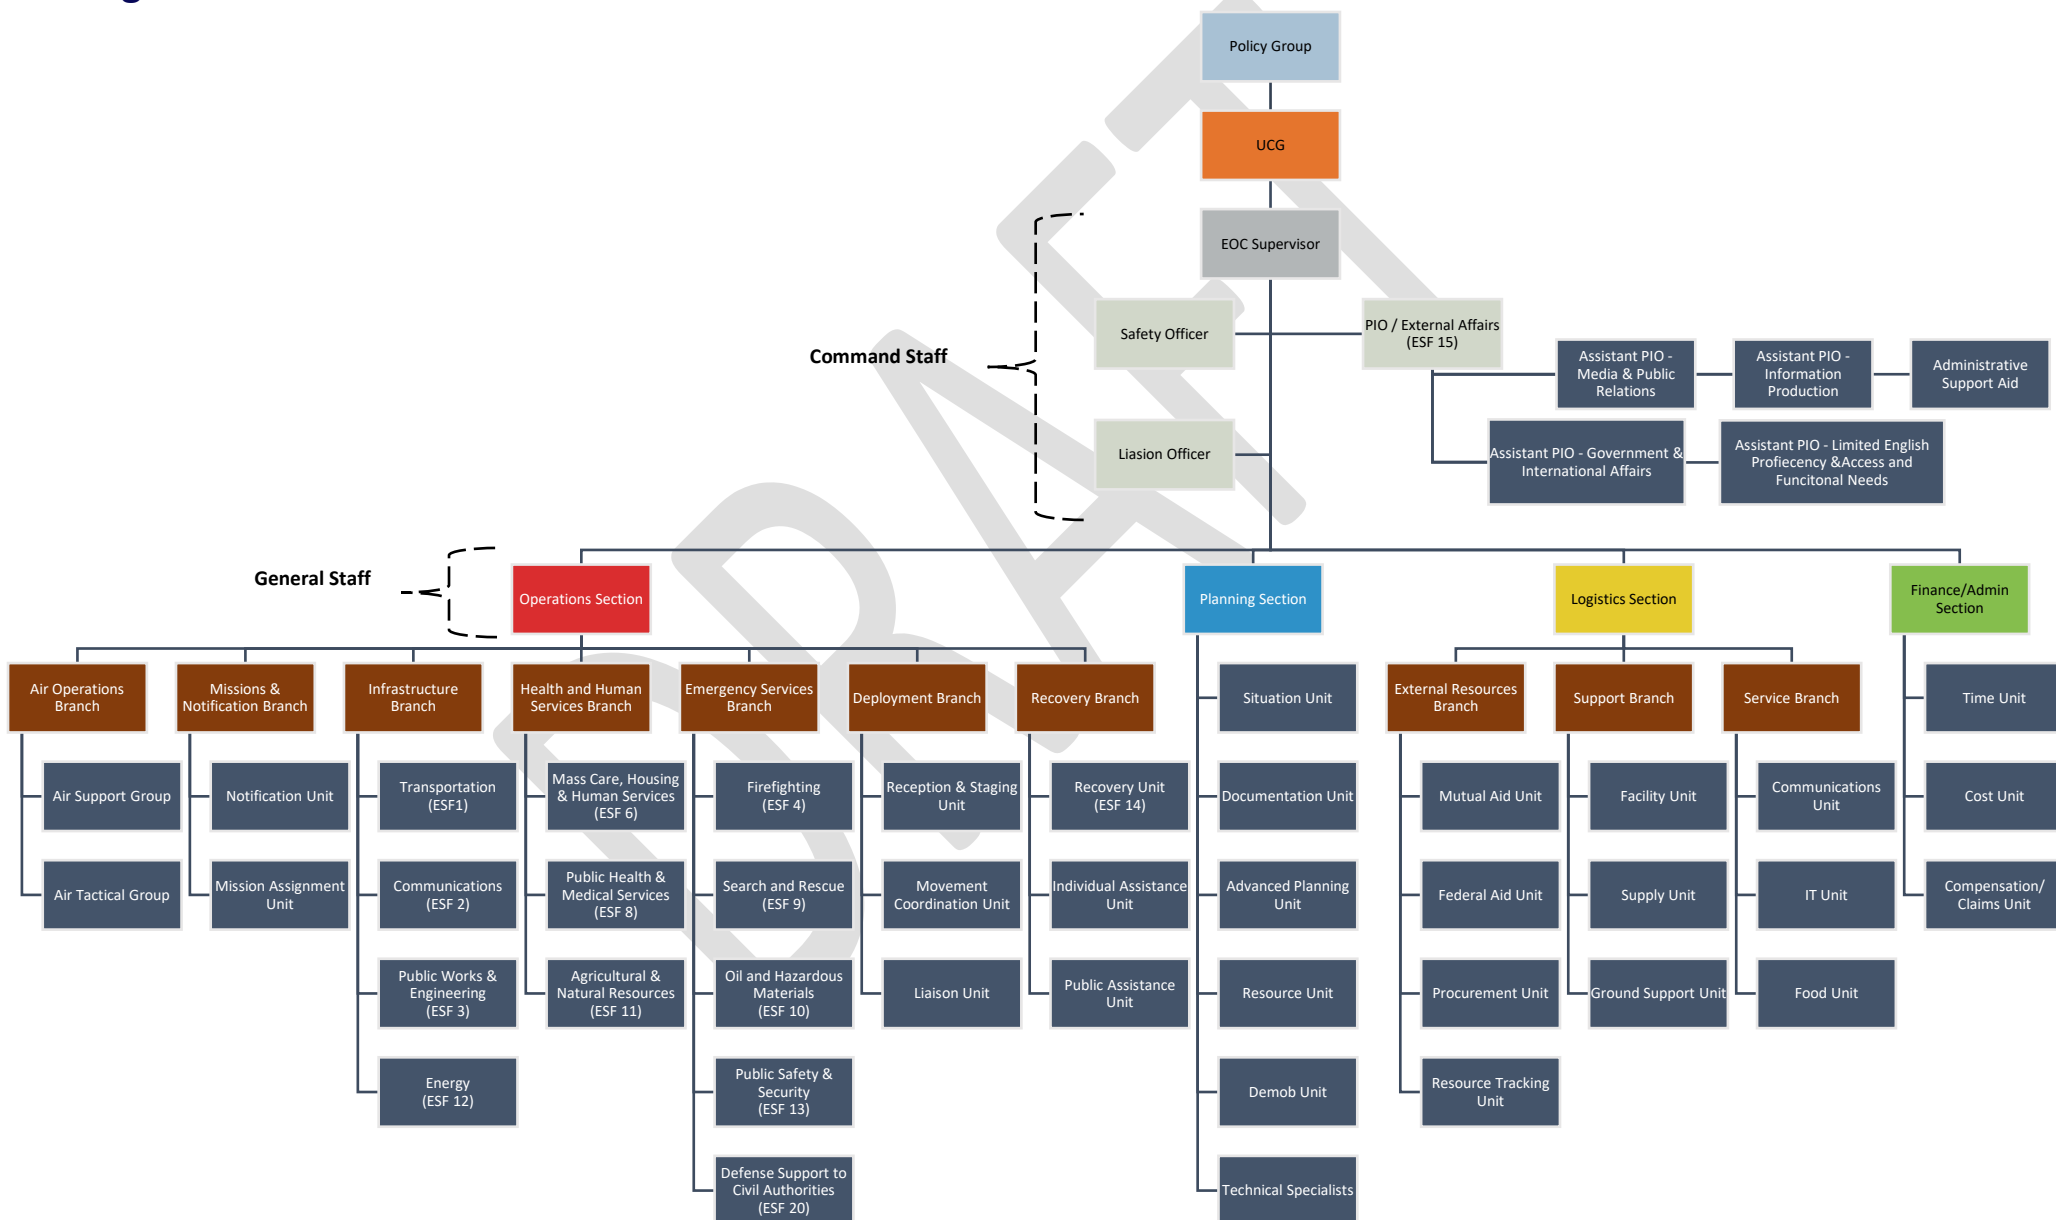 Policy Group
UCG
EOC Supervisor
Safety Officer
PIO / External Affairs
(ESF 15)
Command Staff
Assistant PIO -
Media & Public
Relations
Assistant PIO -
Information
Production
Administrative
Support Aid
Liasion Officer
Assistant PIO - Government &
International Affairs
Assistant PIO - Limited English
Profiecency &Access and
Funcitonal Needs
General Staff
Operations Section
Planning Section
Logistics Section
Finance/Admin
Section
Air Operations
Branch
Missions &
Notification Branch
Infrastructure
Branch
Health and Human
Services Branch
Emergency Services
Branch
Deployment Branch
Recovery Branch
Situation Unit
External Resources
Branch
Support Branch
Service Branch
Time Unit
Air Support Group
Notification Unit
Transportation
(ESF1)
Mass Care, Housing
& Human Services
(ESF 6)
Firefighting
(ESF 4)
Reception & Staging
Unit
Recovery Unit
(ESF 14)
Documentation Unit
Mutual Aid Unit
Facility Unit
Communications
Unit
Cost Unit
Air Tactical Group
Mission Assignment
Unit
Communications
(ESF 2)
Public Health &
Medical Services
(ESF 8)
Search and Rescue
(ESF 9)
Movement
Coordination Unit
Individual Assistance
Unit
Advanced Planning
Unit
Federal Aid Unit
Supply Unit
IT Unit
Compensation/
Claims Unit
Public Works &
Engineering
(ESF 3)
Agricultural &
Natural Resources
(ESF 11)
Oil and Hazardous
Materials
(ESF 10)
Liaison Unit
Public Assistance
Unit
Resource Unit
Procurement Unit
Ground Support Unit
Food Unit
Energy
(ESF 12)
Public Safety &
Security
(ESF 13)
Demob Unit
Resource Tracking
Unit
Defense Support to
Civil Authorities
(ESF 20)
Technical Specialists
DRAFT